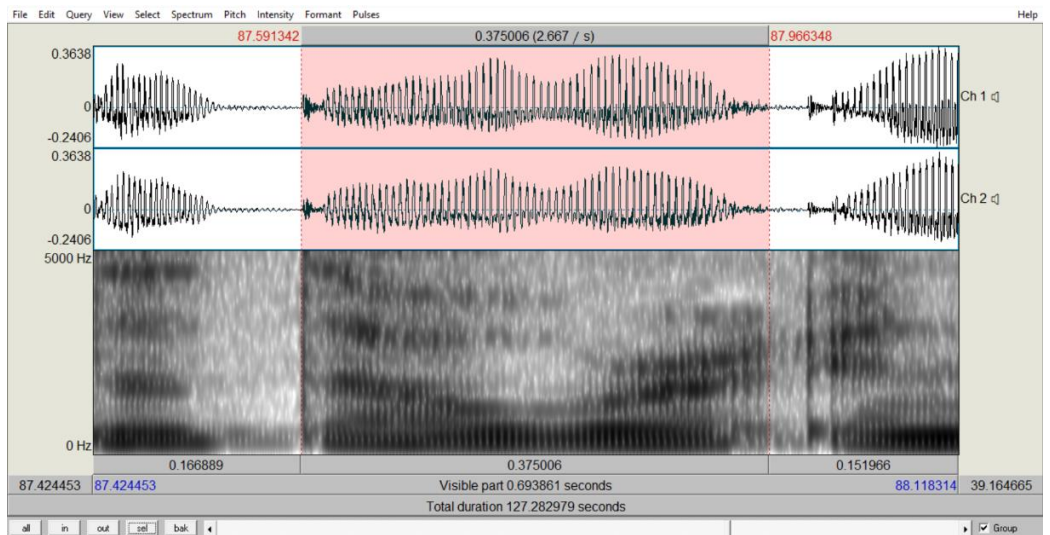 File Edit Query View Select Spectrum Pitch Intensity Formant Pulses Help
87.591342 0.375006 (2.667 / s) 87.966348
0.3638
0
-0.2406
Ch 1
0.3638
0
-0.2406
Ch 2
5000 Hz
0 Hz
0.166889 0.375006 0.151966
87.424453 87.424453 Visible part 0.693861 seconds 88.118314 39.164665
Total duration 127.282979 seconds
all in out sel bak Group